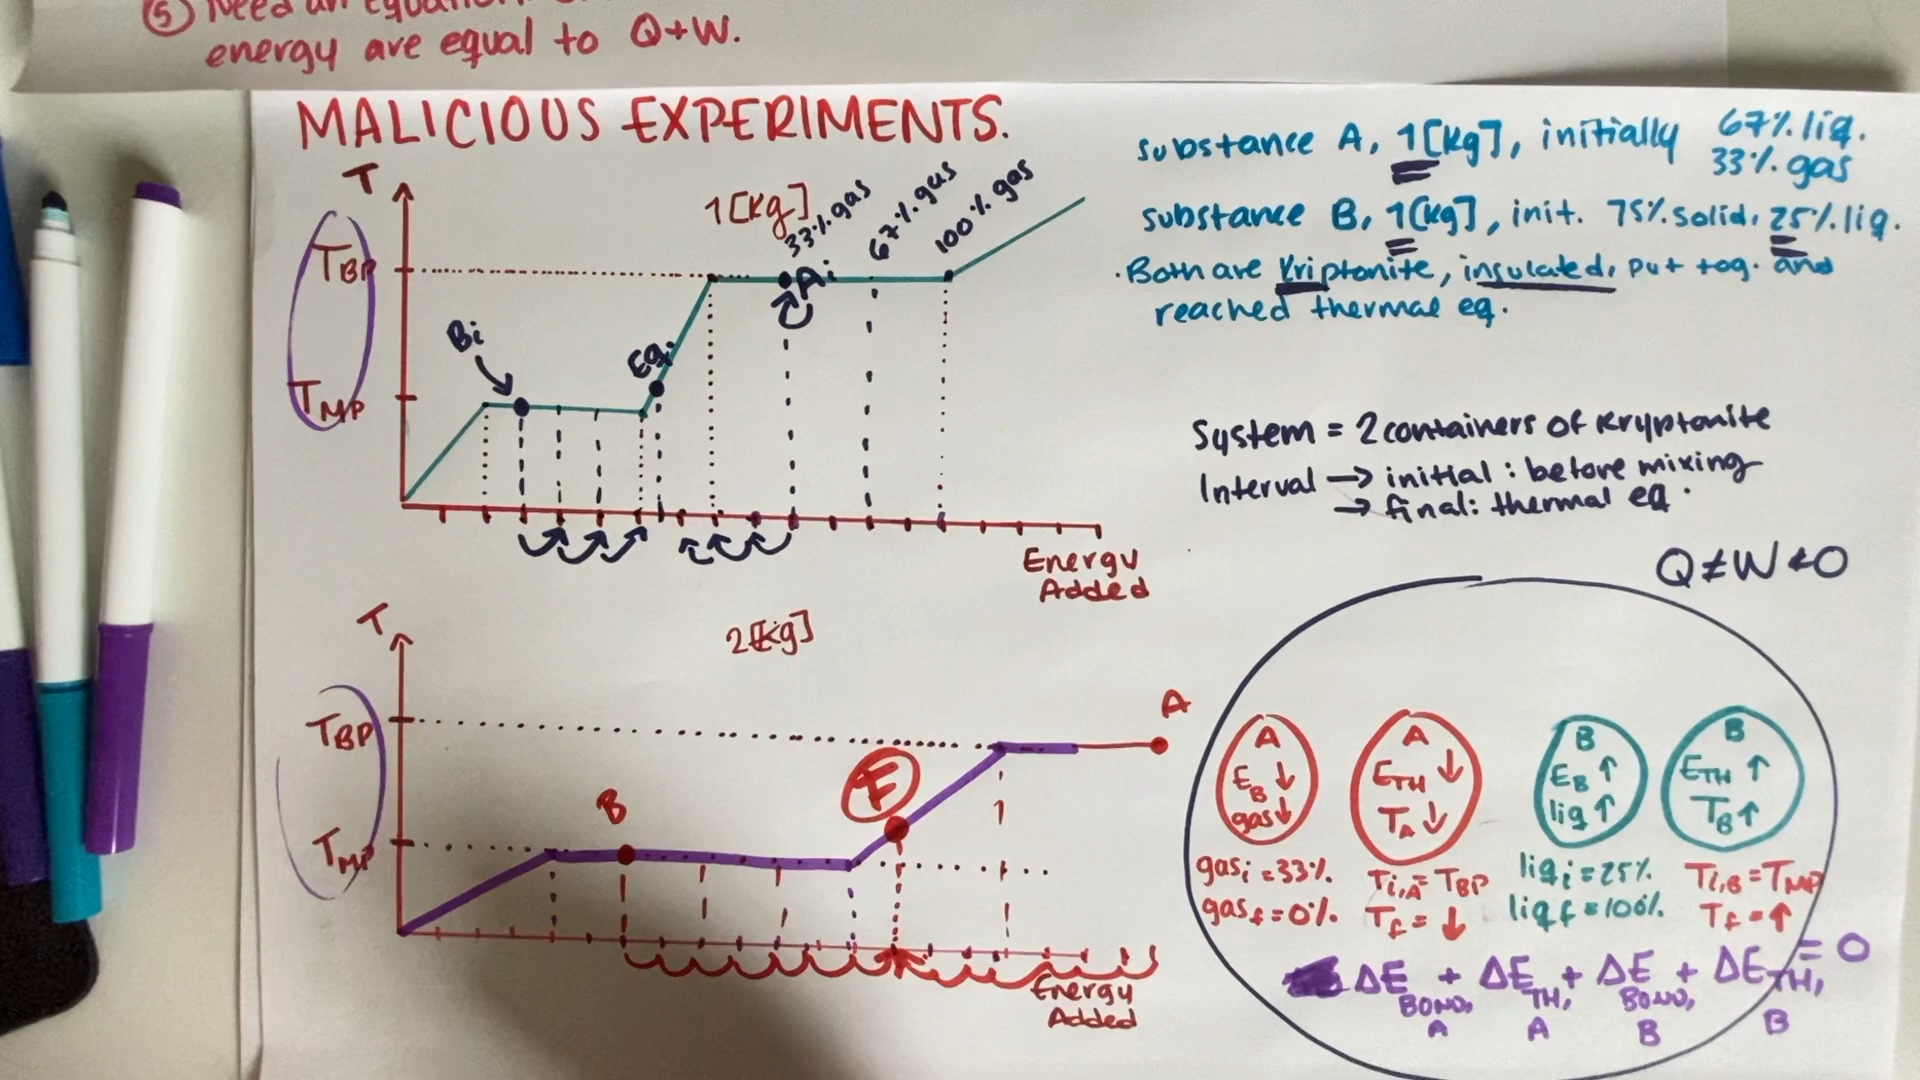 ⑤ Need an equation.
energy are equal to Q+W.
MALICIOUS EXPERIMENTS.
T
1[kg]
33% gas
67% gas
100% gas
TBP
Ai
Bi
Eq.
TMP
Energy
Added
substance A, 1[kg], initially 67% liq.
33% gas
substance B, 1[kg], init. 75% solid, 25% liq.
· Both are kriptonite, insulated, put tog. and
reached thermal eq.
System = 2 containers of kryptonite
Interval → initial : before mixing
→ final: thermal eq.
T
2[kg]
TBP
A
F
B
TMP
Energy
Added
A
EB ↓
gas↓
A
ETH ↓
TA ↓
B
EB ↑
liq ↑
B
ETH ↑
TB↑
gasi = 33%.
gasf = 0%.
Ti,A = TBP
Tf = ↓
liqi = 25%
liqf = 100%.
Ti,B = TMP
Tf = ↑
ΔE BOND, A + ΔE TH, A + ΔE BOND, B + ΔE TH, B = 0